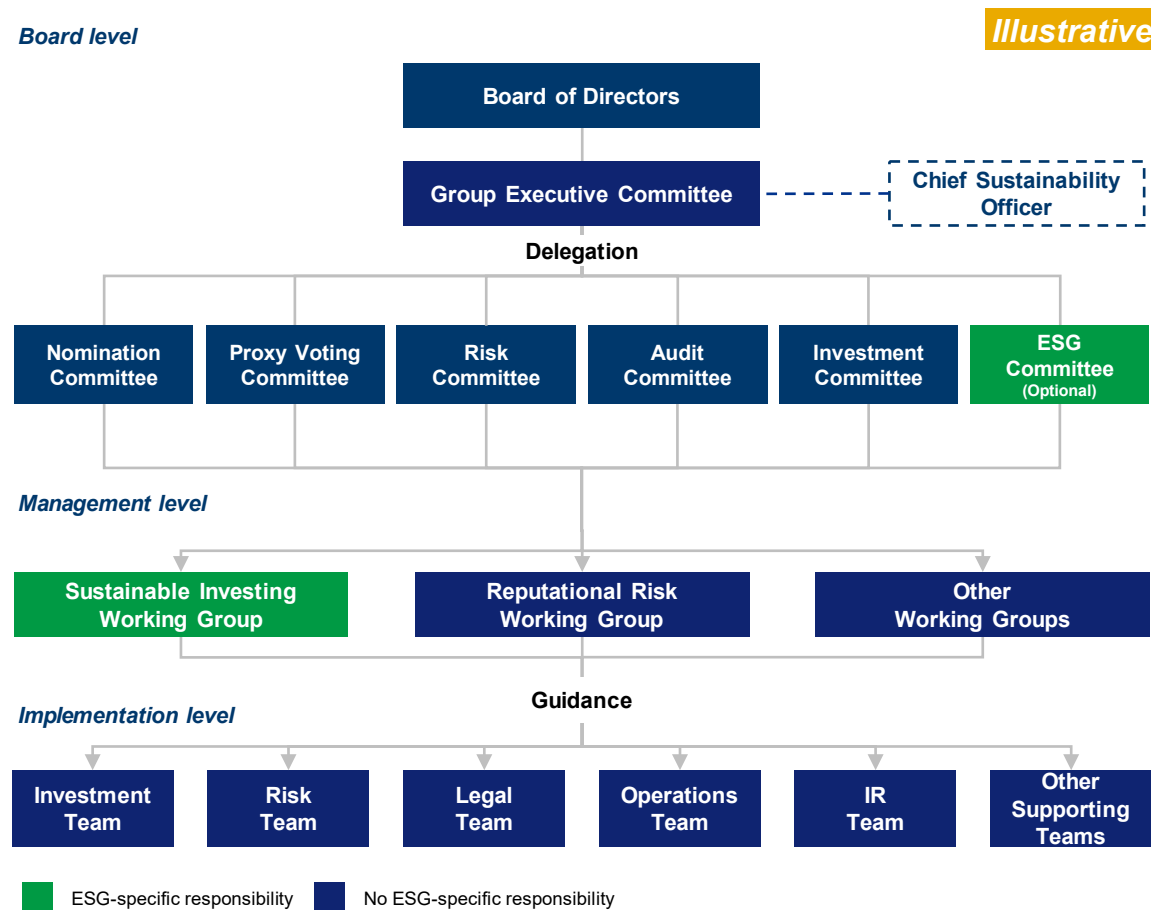 Board level
Illustrative
Board of Directors
Group Executive Committee
Chief Sustainability
Officer
Delegation
Nomination
Committee
Proxy Voting
Committee
Risk
Committee
Audit
Committee
Investment
Committee
ESG
Committee
(Optional)
Management level
Sustainable Investing
Working Group
Reputational Risk
Working Group
Other
Working Groups
Guidance
Implementation level
Investment
Team
Risk
Team
Legal
Team
Operations
Team
IR
Team
Other
Supporting
Teams
ESG-specific responsibility
No ESG-specific responsibility